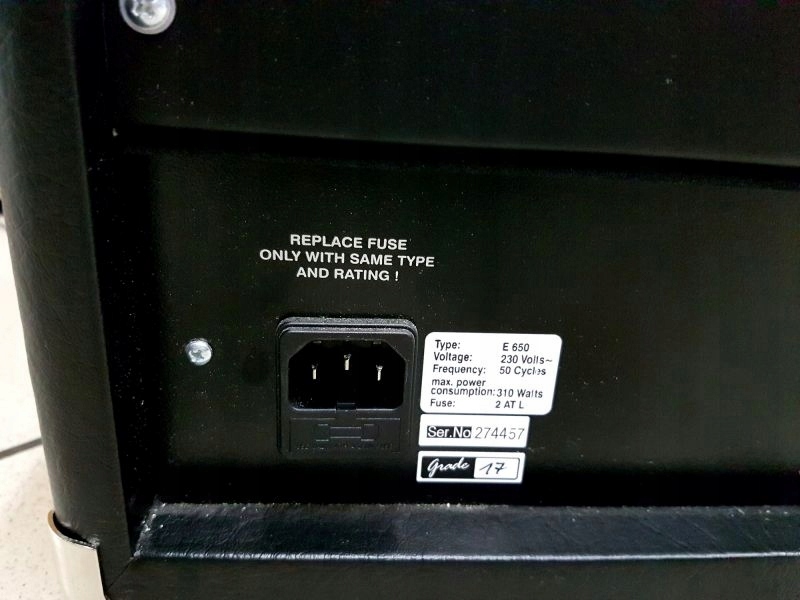 REPLACE FUSE
ONLY WITH SAME TYPE
AND RATING !
Type: E 650
Voltage: 230 Volts~
Frequency: 50 Cycles
max. power
consumption: 310 Watts
Fuse: 2 AT L
Ser.No 274457
Grade 17